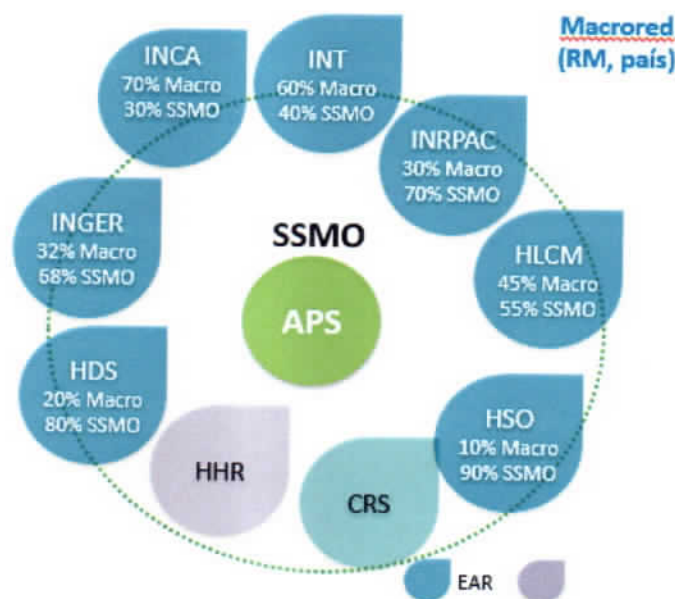 Macrored
(RM, país)
INCA
70% Macro
30% SSMO
INT
60% Macro
40% SSMO
INRPAC
30% Macro
70% SSMO
INGER
32% Macro
68% SSMO
SSMO
APS
HLCM
45% Macro
55% SSMO
HDS
20% Macro
80% SSMO
HSO
10% Macro
90% SSMO
HHR
CRS
EAR